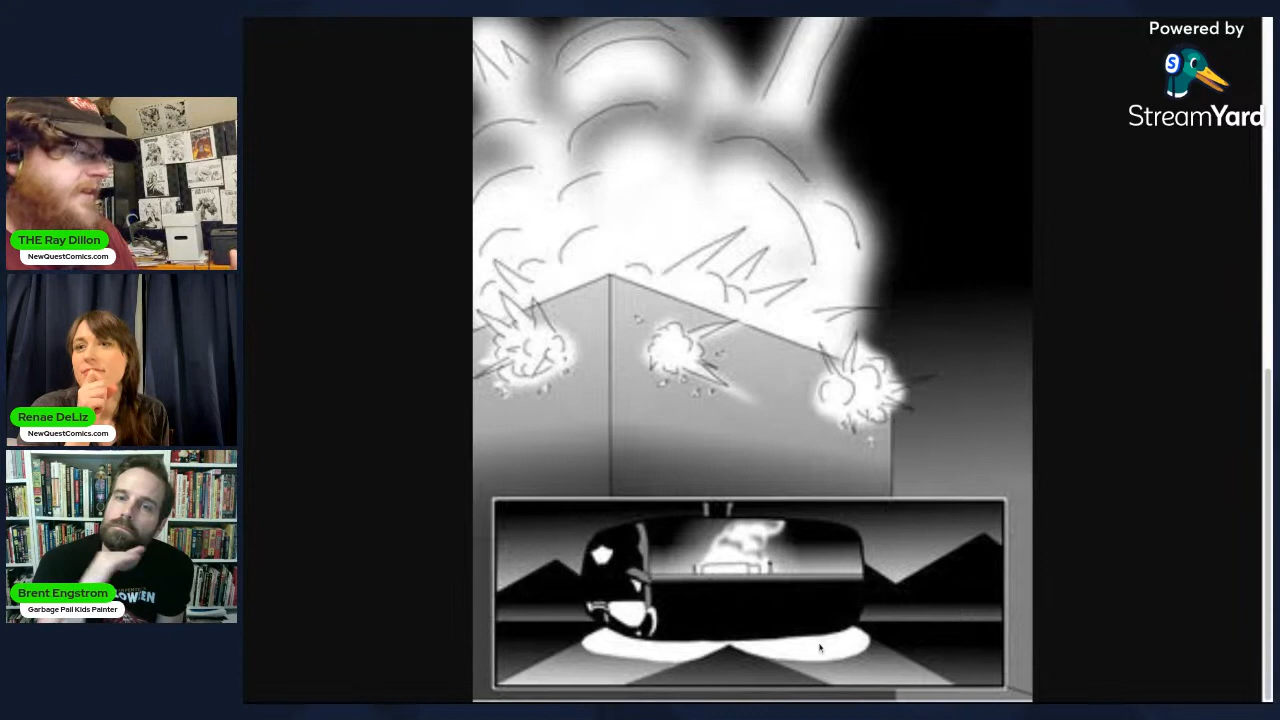 Powered by
StreamYard
THE Ray Dillon
NewQuestComics.com
Renae DeLiz
NewQuestComics.com
Brent Engstrom
Garbage Pail Kids Painter